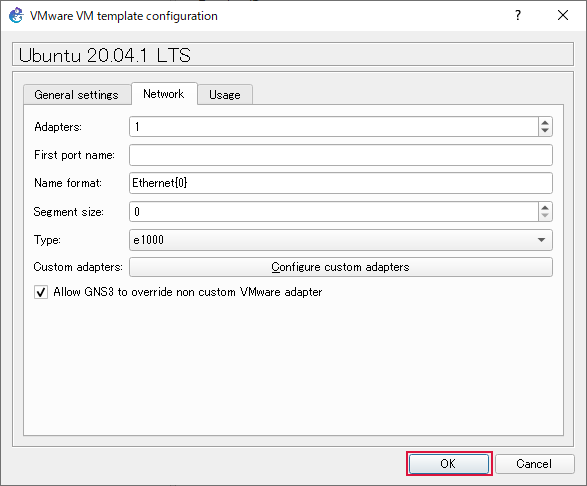 VMware VM template configuration
?
Ubuntu 20.04.1 LTS
General settings Network Usage
Adapters: 1
First port name:
Name format: Ethernet{0}
Segment size: 0
Type: e1000
Custom adapters: Configure custom adapters
Allow GNS3 to override non custom VMware adapter
OK Cancel